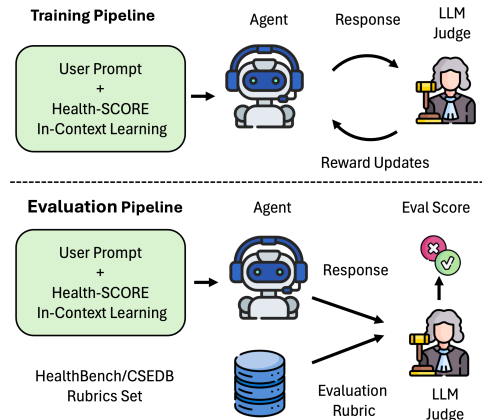 Training Pipeline
Agent
Response
LLM
Judge
User Prompt
+
Health-SCORE
In-Context Learning
Reward Updates
Evaluation Pipeline
Agent
Eval Score
User Prompt
+
Health-SCORE
In-Context Learning
Response
HealthBench/CSEDB
Rubrics Set
Evaluation
Rubric
LLM
Judge